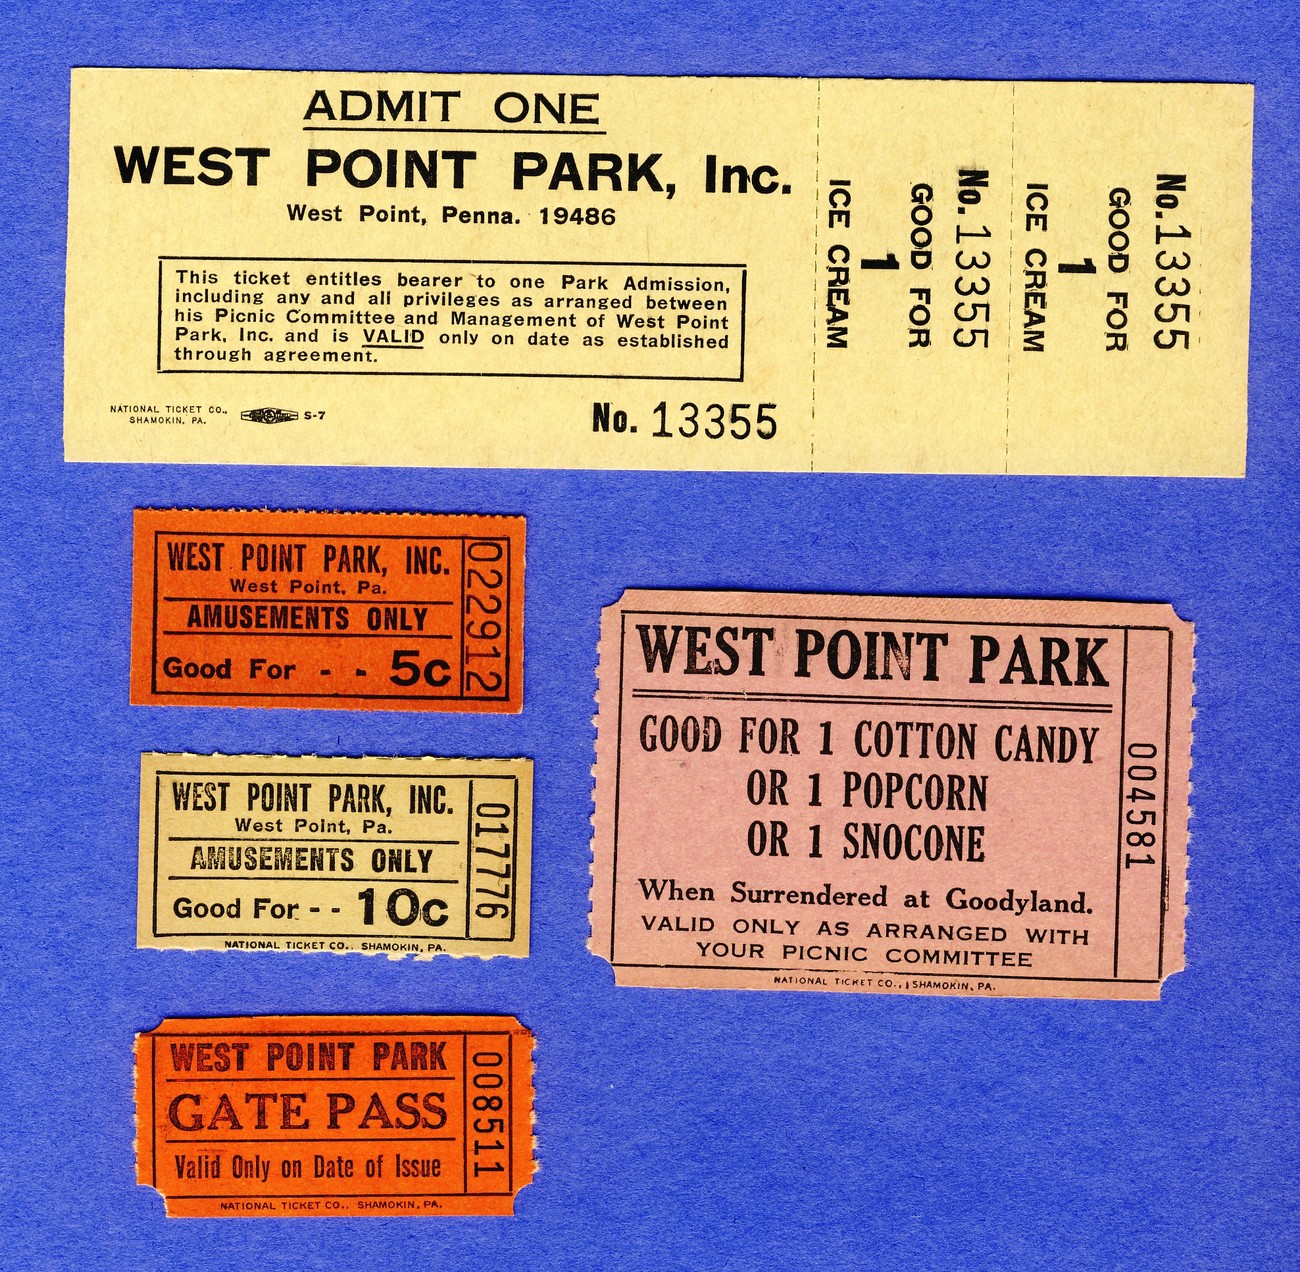 ADMIT ONE
WEST POINT PARK, Inc.
West Point, Penna. 19486
This ticket entitles bearer to one Park Admission,
including any and all privileges as arranged between
his Picnic Committee and Management of West Point
Park, Inc. and is VALID only on date as established
through agreement.
NATIONAL TICKET CO.,
SHAMOKIN, PA.
S-7
No. 13355
No. 13355
GOOD FOR
1
ICE CREAM
No. 13355
GOOD FOR
1
ICE CREAM
WEST POINT PARK, INC.
West Point, Pa.
AMUSEMENTS ONLY
Good For - - 5c
022912
WEST POINT PARK, INC.
West Point, Pa.
AMUSEMENTS ONLY
Good For - - 10c
NATIONAL TICKET CO., SHAMOKIN, PA.
017776
WEST POINT PARK
GATE PASS
Valid Only on Date of Issue
NATIONAL TICKET CO., SHAMOKIN, PA.
008511
WEST POINT PARK
GOOD FOR 1 COTTON CANDY
OR 1 POPCORN
OR 1 SNOCONE
When Surrendered at Goodyland.
VALID ONLY AS ARRANGED WITH
YOUR PICNIC COMMITTEE
NATIONAL TICKET CO., SHAMOKIN, PA.
004581